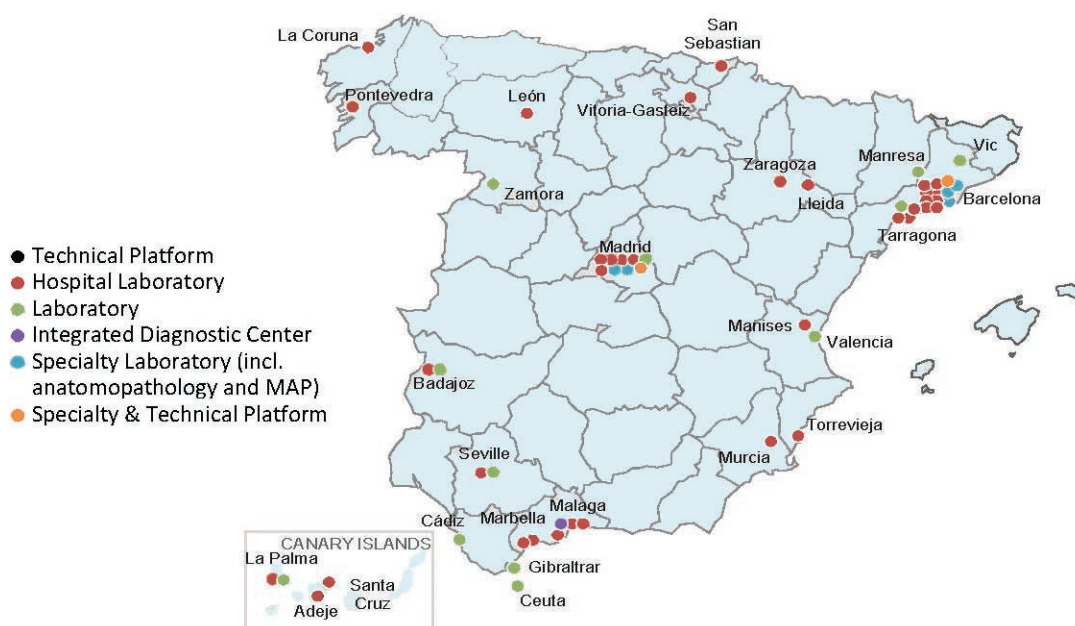 San
Sebastian
La Coruna
Pontevedra
León
Vitoria-Gasteiz
Zaragoza
Manresa
Vic
Zamora
Lleida
Barcelona
Tarragona
Madrid
Technical Platform
Hospital Laboratory
Laboratory
Integrated Diagnostic Center
Specialty Laboratory (incl.
anatomopathology and MAP)
Specialty & Technical Platform
Manises
Valencia
Badajoz
Torrevieja
Murcia
Seville
Cádiz
Marbella
Malaga
Gibraltrar
Ceuta
CANARY ISLANDS
La Palma
Adeje
Santa
Cruz